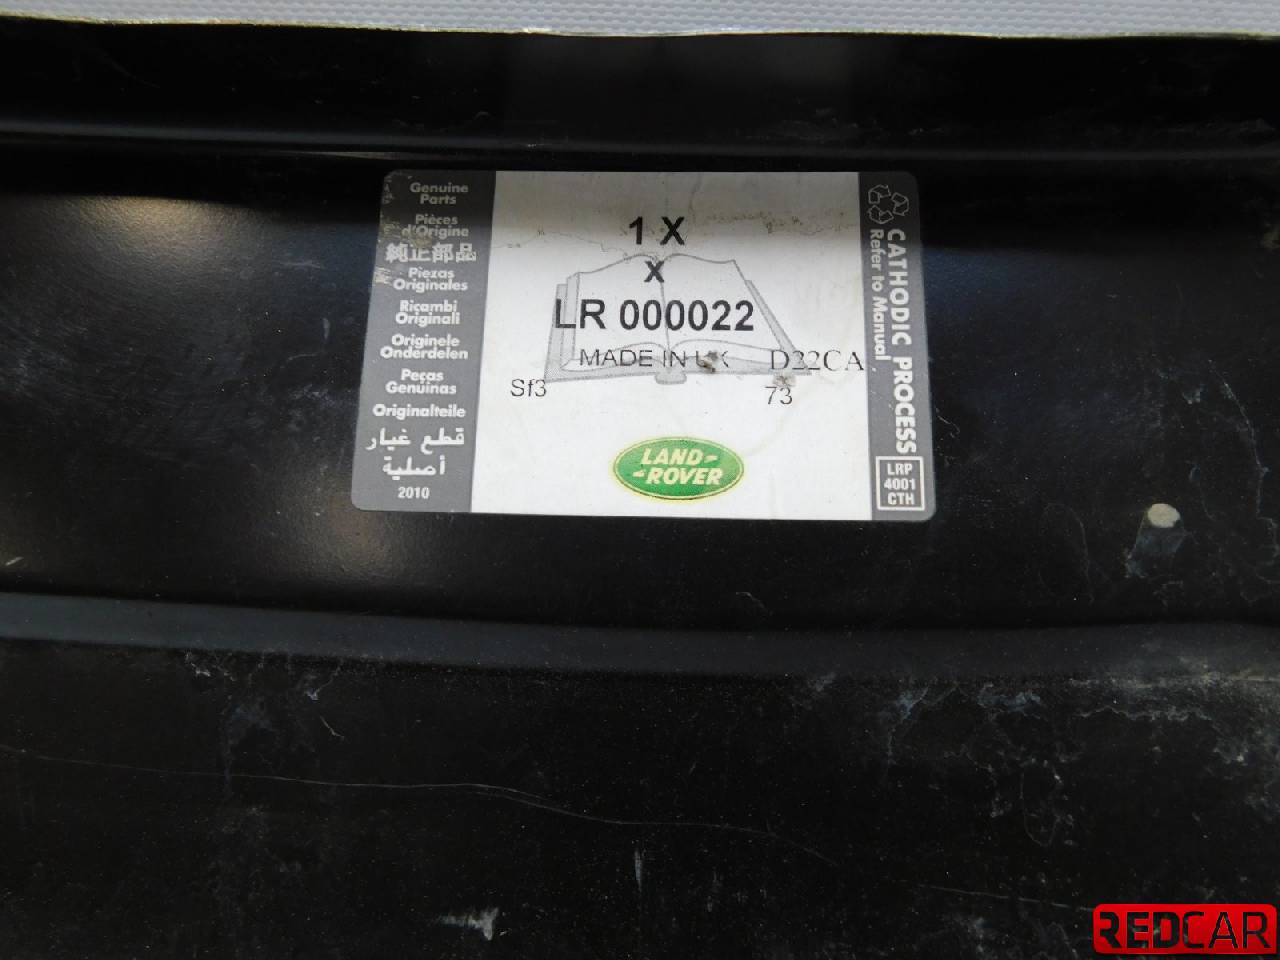 Genuine
Parts
Pièces
d'Origine
純正部品
Piezas
Originales
Ricambi
Originali
Originele
Onderdelen
Peças
Genuínas
Originalteile
قطع غيار
أصلية
2010
1 X
X
LR 000022
MADE IN UK D22CA
Sf3 73
LAND-
-ROVER
CATHODIC PROCESS
Refer to Manual
LRP
4001
CTH
REDCAR